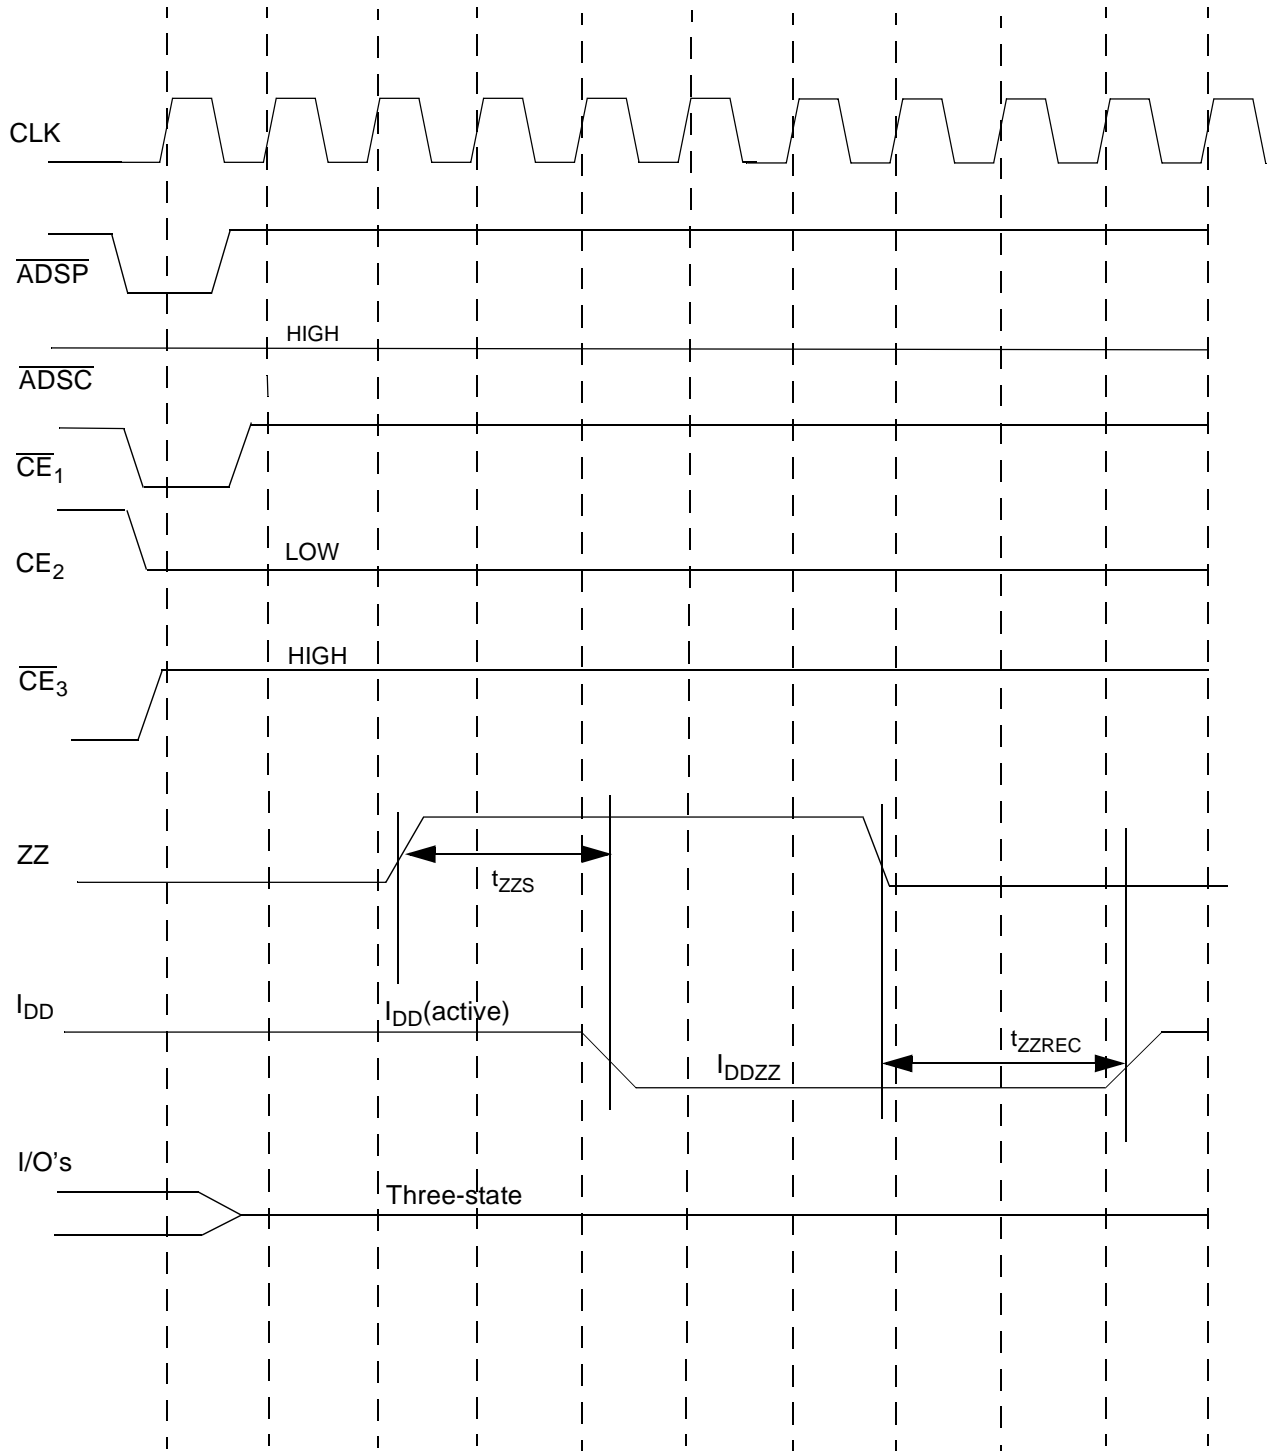 CLK
ADSP
HIGH
ADSC
CE1
LOW
CE2
HIGH
CE3
ZZ
tZZS
IDD
IDD(active)
tZZREC
IDDZZ
I/O's
Three-state